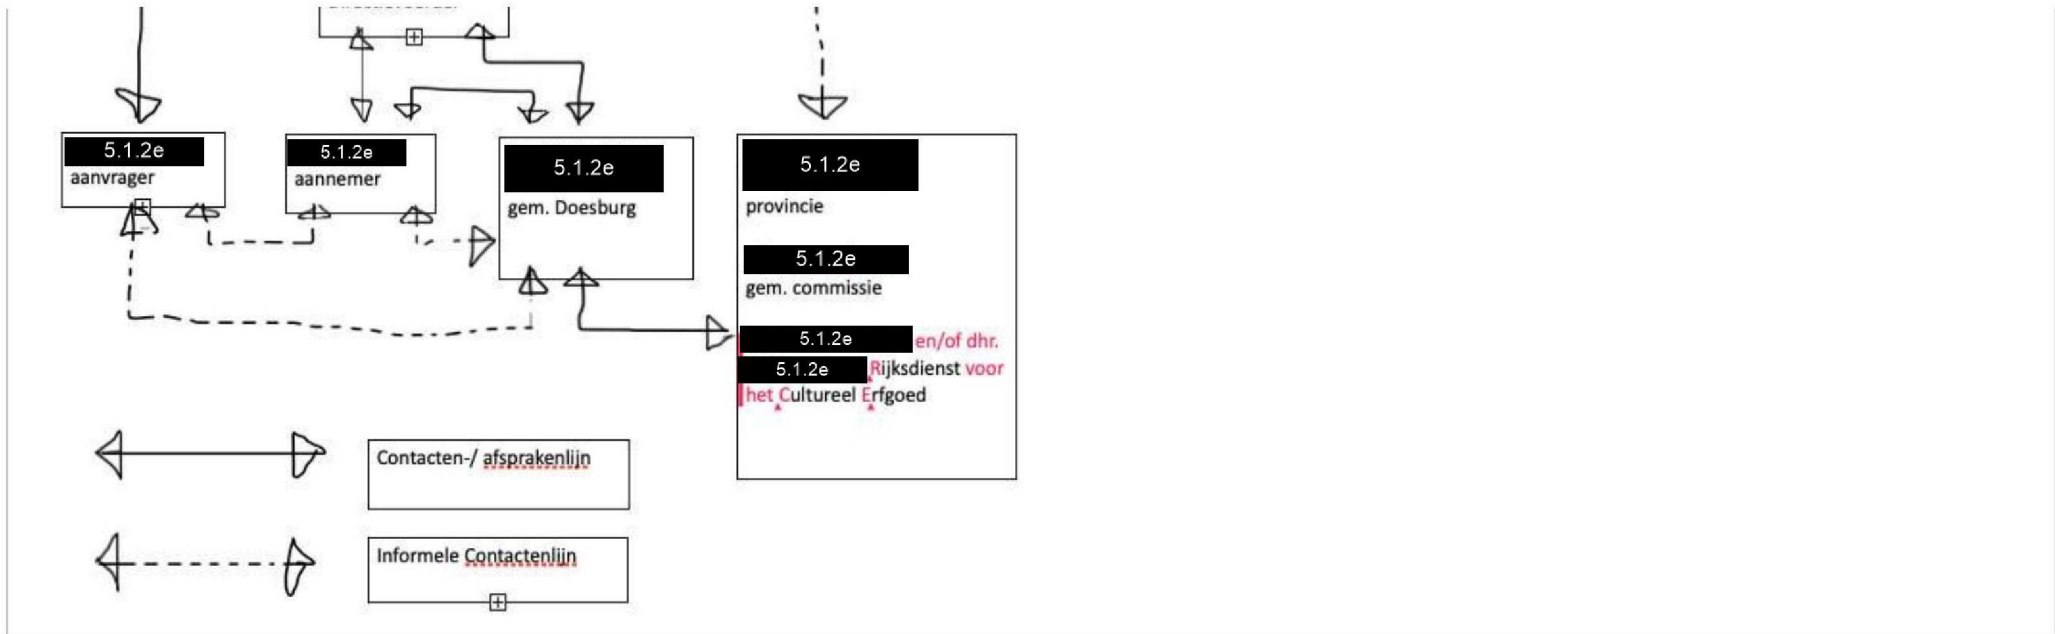 5.1.2e
aanvrager
5.1.2e
aannemer
5.1.2e
gem. Doesburg
5.1.2e
provincie
5.1.2e
gem. commissie
5.1.2e en/of dhr.
5.1.2e Rijksdienst voor
het Cultureel Erfgoed
Contacten-/ afsprakenlijn
Informele Contactenlijn